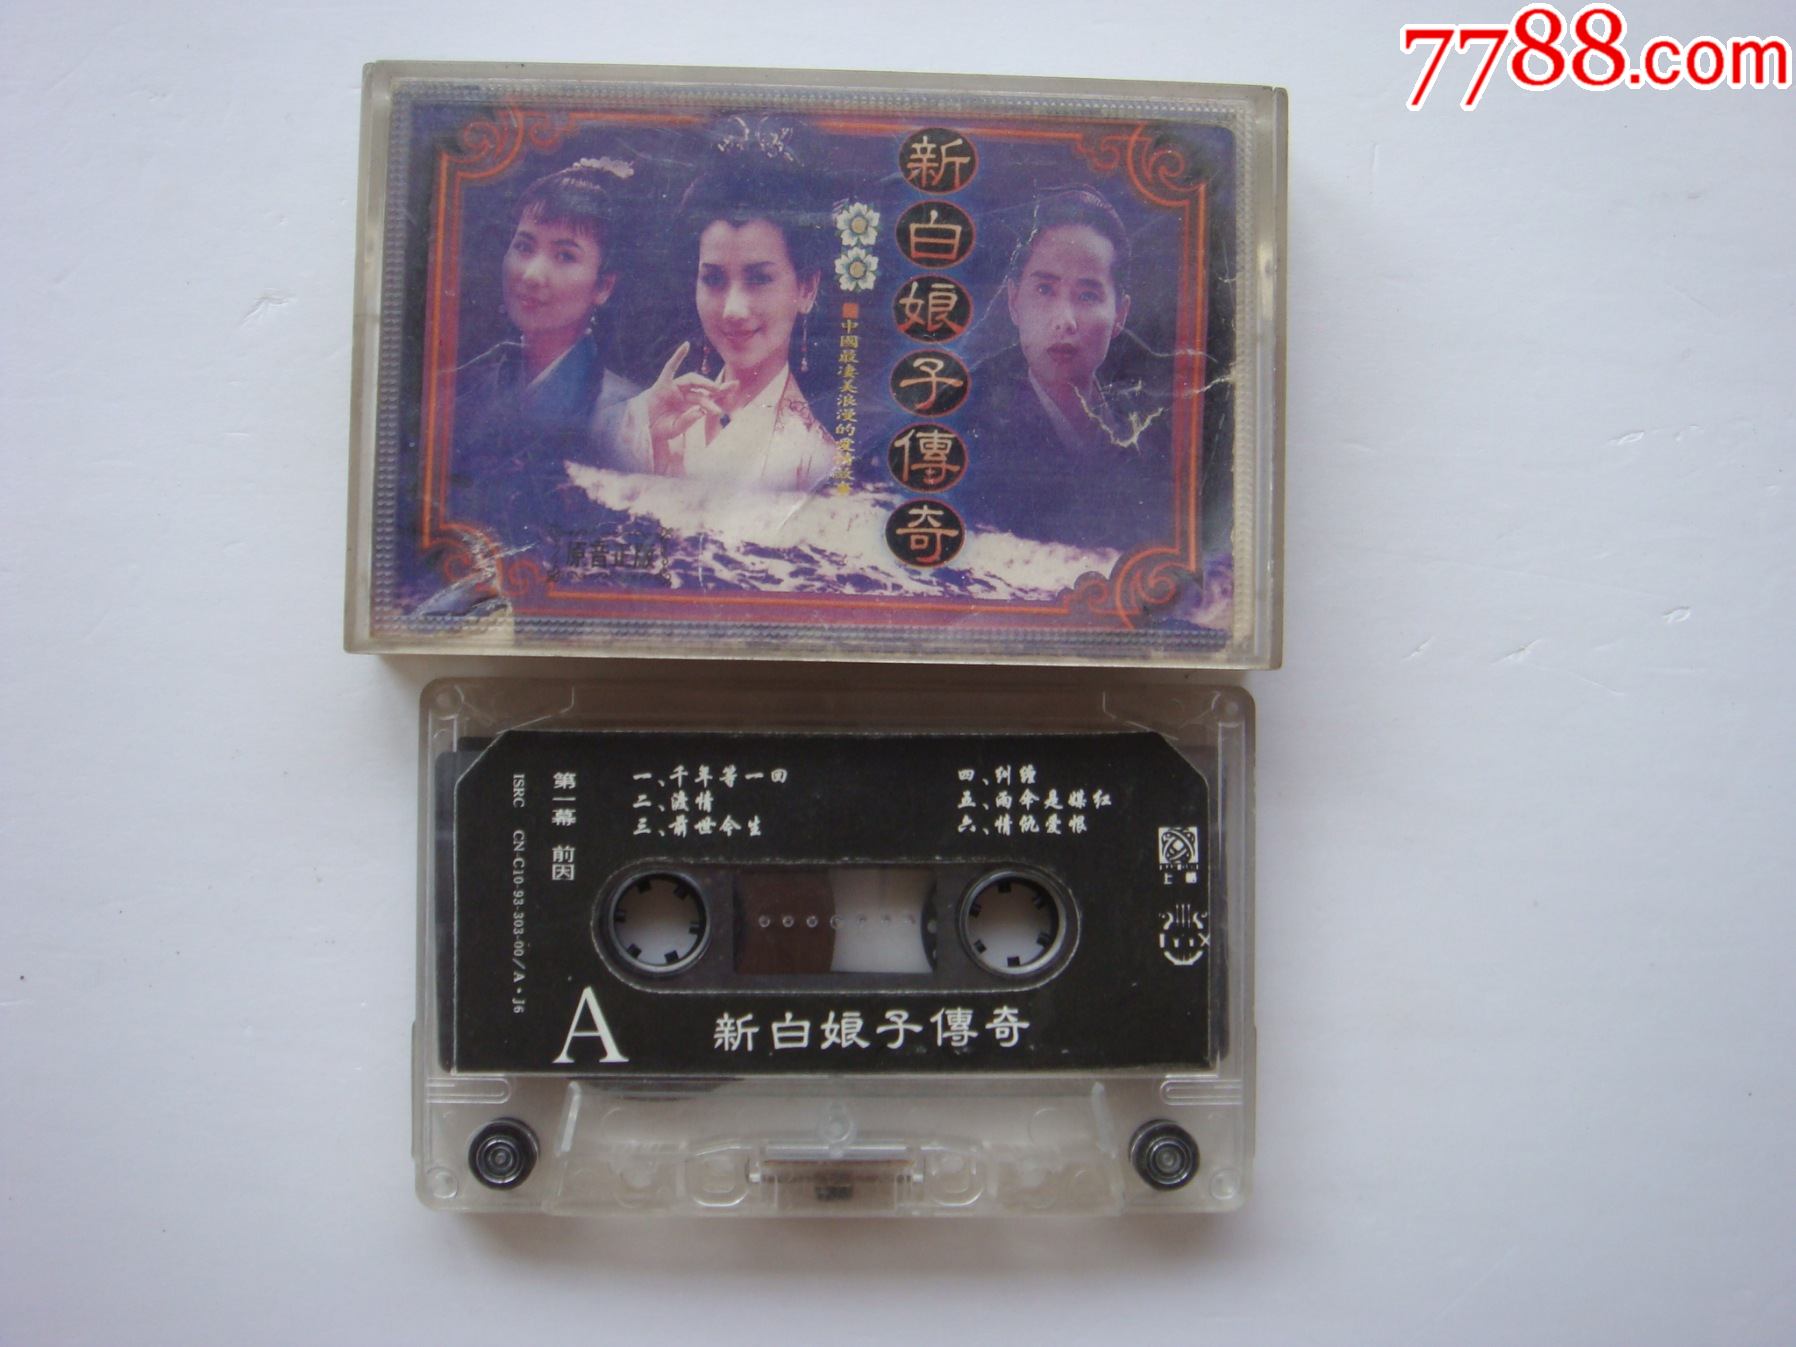 7788.com
新白娘子傳奇
中國最凄美浪漫的愛情故事
原音正版
一、千年等一回
二、渡情
三、前世今生
四、纠缠
五、雨伞是媒红
六、情仇爱恨
第一幕 前因
ISRC CN-C10-93-303-00/A·J6
A
新白娘子傳奇